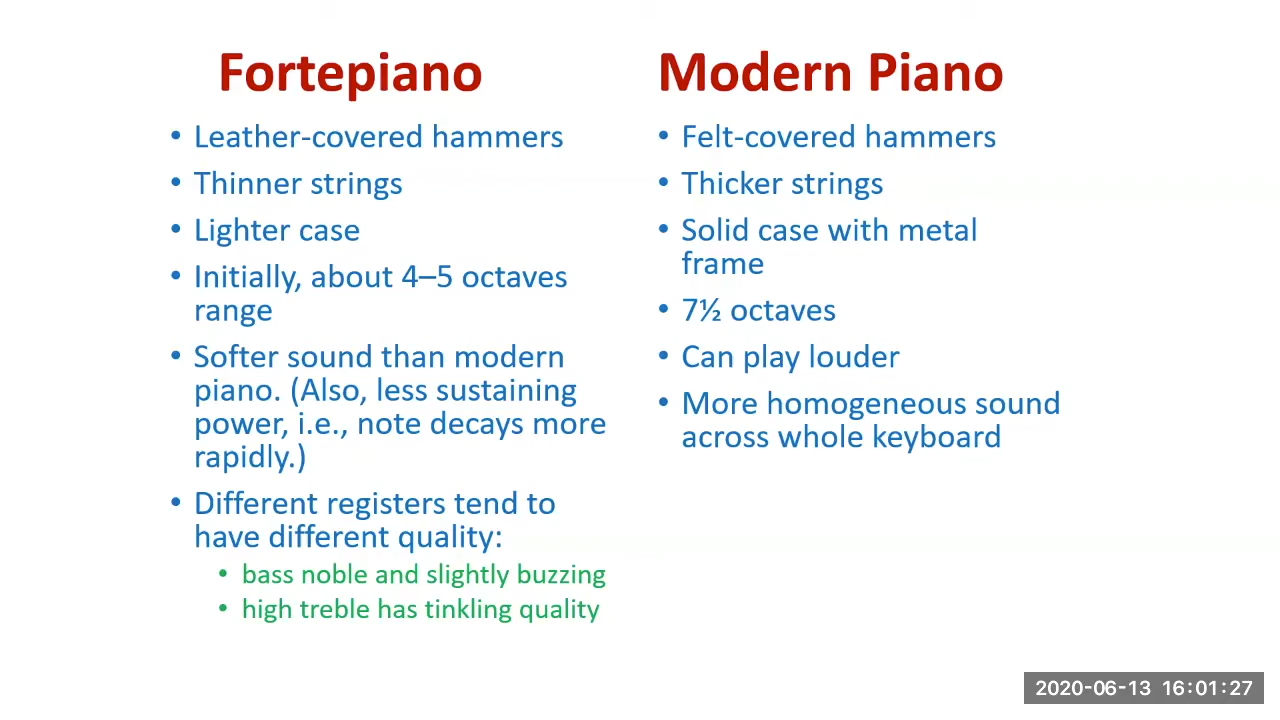 Fortepiano
• Leather-covered hammers
• Thinner strings
• Lighter case
• Initially, about 4–5 octaves
range
• Softer sound than modern
piano. (Also, less sustaining
power, i.e., note decays more
rapidly.)
• Different registers tend to
have different quality:
• bass noble and slightly buzzing
• high treble has tinkling quality
Modern Piano
• Felt-covered hammers
• Thicker strings
• Solid case with metal
frame
• 7½ octaves
• Can play louder
• More homogeneous sound
across whole keyboard
2020-06-13 16:01:27